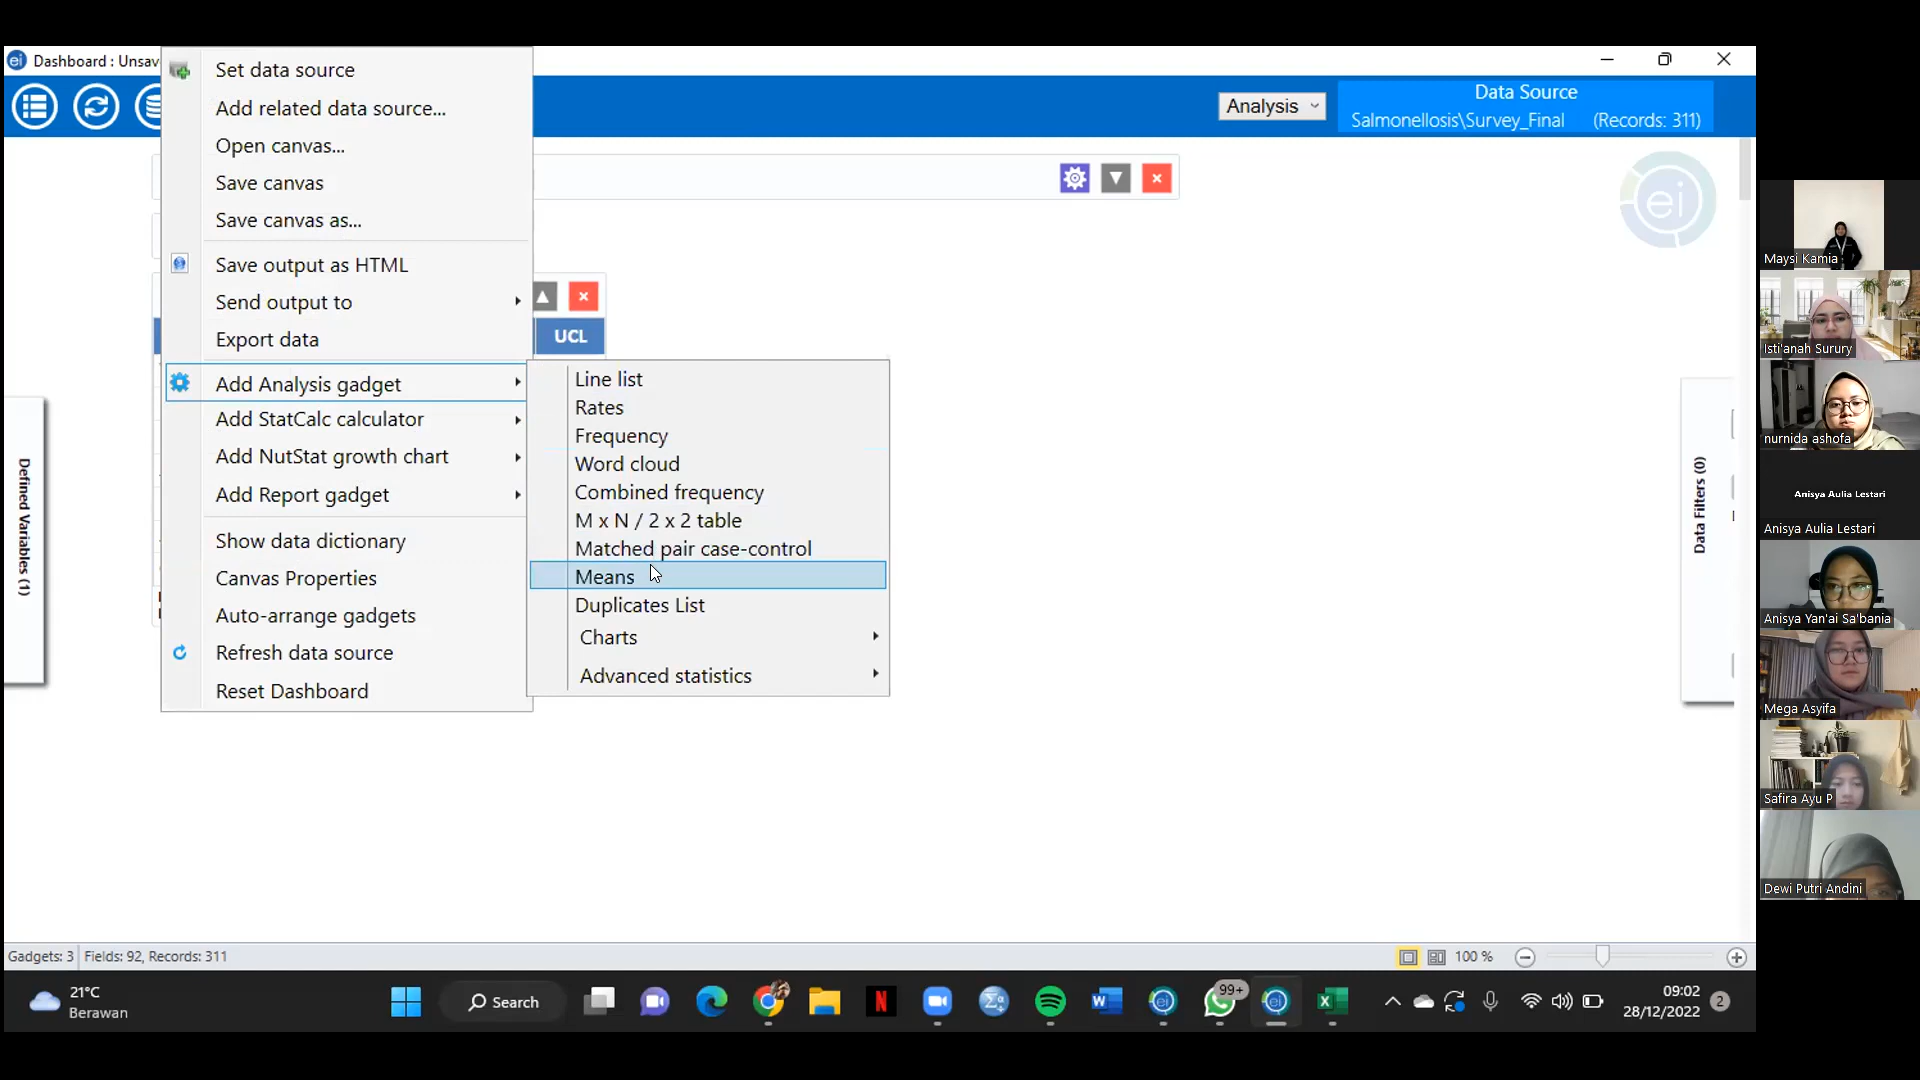 Dashboard : Unsav
Set data source
Add related data source...
Open canvas...
Save canvas
Save canvas as...
Save output as HTML
Send output to
Export data
Add Analysis gadget
Add StatCalc calculator
Add NutStat growth chart
Add Report gadget
Show data dictionary
Canvas Properties
Auto-arrange gadgets
Refresh data source
Reset Dashboard
Line list
Rates
Frequency
Word cloud
Combined frequency
M x N / 2 x 2 table
Matched pair case-control
Means
Duplicates List
Charts
Advanced statistics
UCL
Analysis
Data Source
Salmonellosis\Survey_Final (Records: 311)
ei
Defined Variables (1)
Data Filters (0)
Gadgets: 3
Fields: 92, Records: 311
100 %
21°C
Berawan
Search
99+
09:02
28/12/2022
2
Maysi Kamia
Isti'anah Surury
nurnida ashofa
Anisya Aulia Lestari
Anisya Aulia Lestari
Anisya Yan'ai Sa'bania
Mega Asyifa
Safira Ayu P
Dewi Putri Andini